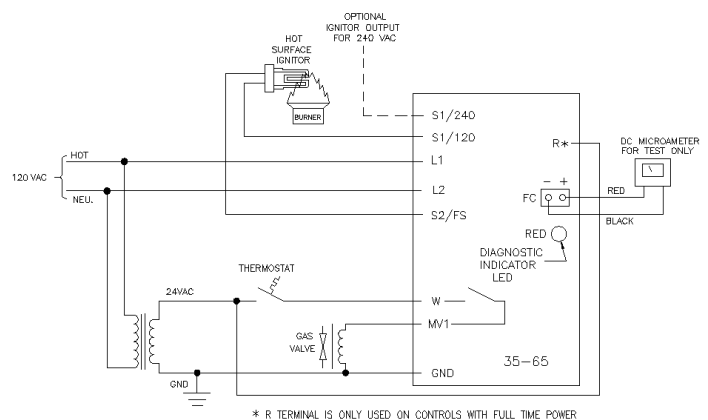 OPTIONAL
IGNITOR OUTPUT
FOR 240 VAC
HOT
SURFACE
IGNITOR
BURNER
S1/240
S1/120
R*
DC MICROAMETER
FOR TEST ONLY
HOT
L1
120 VAC
L2
NEU.
- +
FC
RED
S2/FS
BLACK
RED
DIAGNOSTIC
INDICATOR
LED
THERMOSTAT
24VAC
W
MV1
GAS
VALVE
35-65
GND
GND
* R TERMINAL IS ONLY USED ON CONTROLS WITH FULL TIME POWER